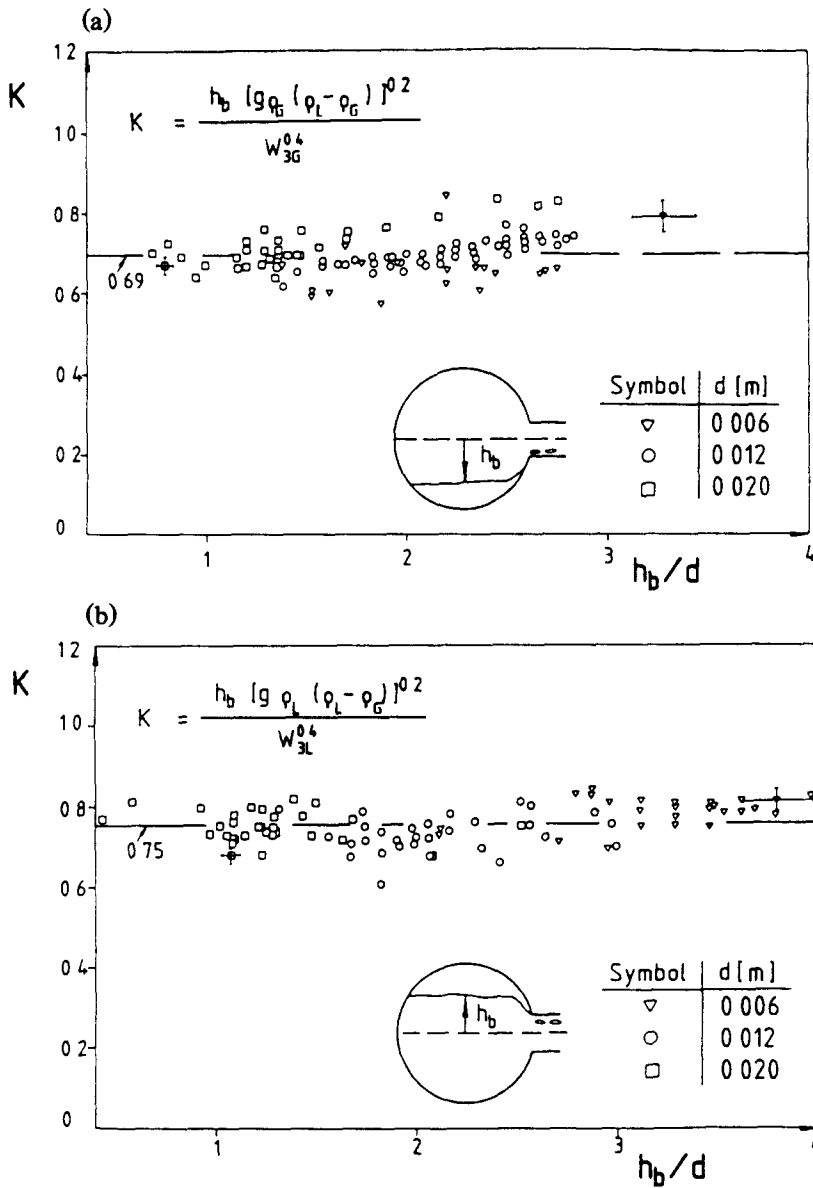 (a)
1 2
K
K = h_b [g ρ_G (ρ_L - ρ_G)]^0 2 / W_3G^0 4
1 0
0 8
0 69
0 6
0 4
0 2
0
h_b
Symbol d [m]
▽ 0 006
○ 0 012
□ 0 020
1 2 3 4
h_b/d
(b)
1 2
K
K = h_b [g ρ_L (ρ_L - ρ_G)]^0 2 / W_3L^0 4
1 0
0 8
0 75
0 6
0 4
0 2
0
h_b
Symbol d [m]
▽ 0 006
○ 0 012
□ 0 020
1 2 3 4
h_b/d